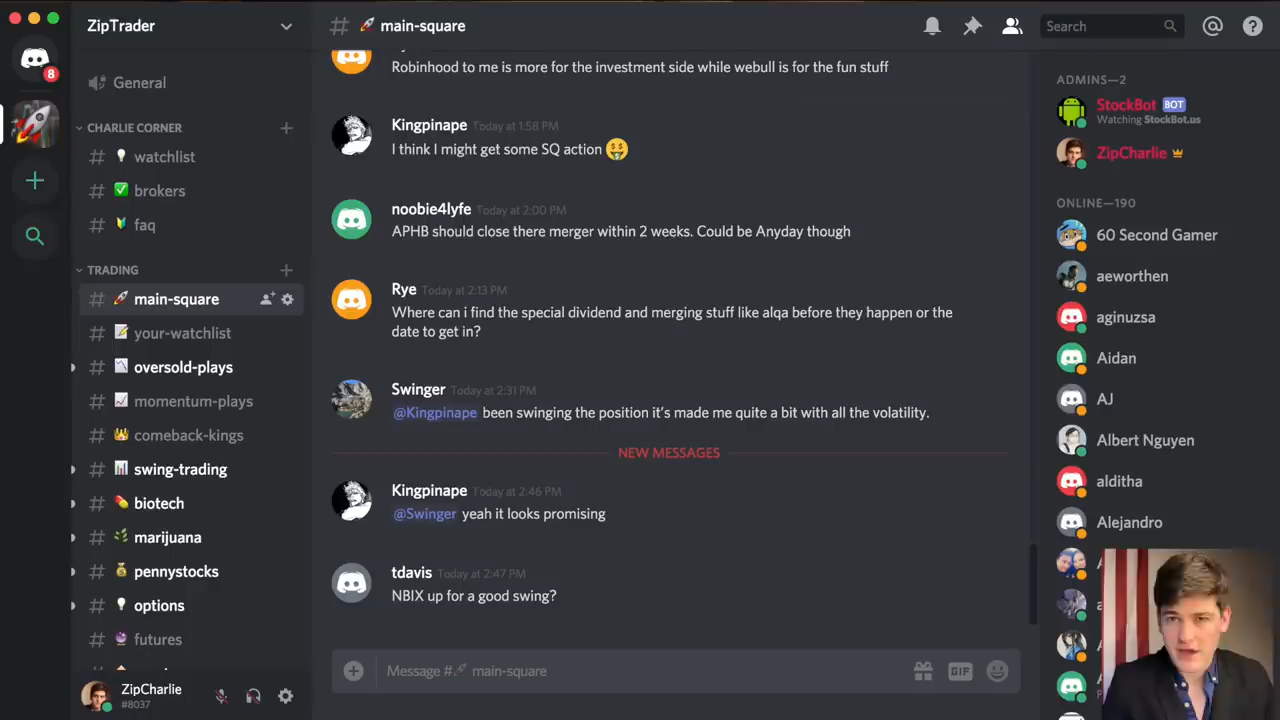 ZipTrader
General
CHARLIE CORNER
# watchlist
# brokers
# faq
TRADING
# main-square
# your-watchlist
# oversold-plays
# momentum-plays
# comeback-kings
# swing-trading
# biotech
# marijuana
# pennystocks
# options
# futures
ZipCharlie
#8037
8
# main-square
Search
Robinhood to me is more for the investment side while webull is for the fun stuff
Kingpinape Today at 1:58 PM
I think I might get some SQ action
noobie4lyfe Today at 2:00 PM
APHB should close there merger within 2 weeks. Could be Anyday though
Rye Today at 2:13 PM
Where can i find the special dividend and merging stuff like alqa before they happen or the
date to get in?
Swinger Today at 2:31 PM
@Kingpinape been swinging the position it's made me quite a bit with all the volatility.
NEW MESSAGES
Kingpinape Today at 2:46 PM
@Swinger yeah it looks promising
tdavis Today at 2:47 PM
NBIX up for a good swing?
Message # main-square
GIF
ADMINS—2
StockBot BOT
Watching StockBot.us
ZipCharlie
ONLINE—190
60 Second Gamer
aeworthen
aginuzsa
Aidan
AJ
Albert Nguyen
alditha
Alejandro